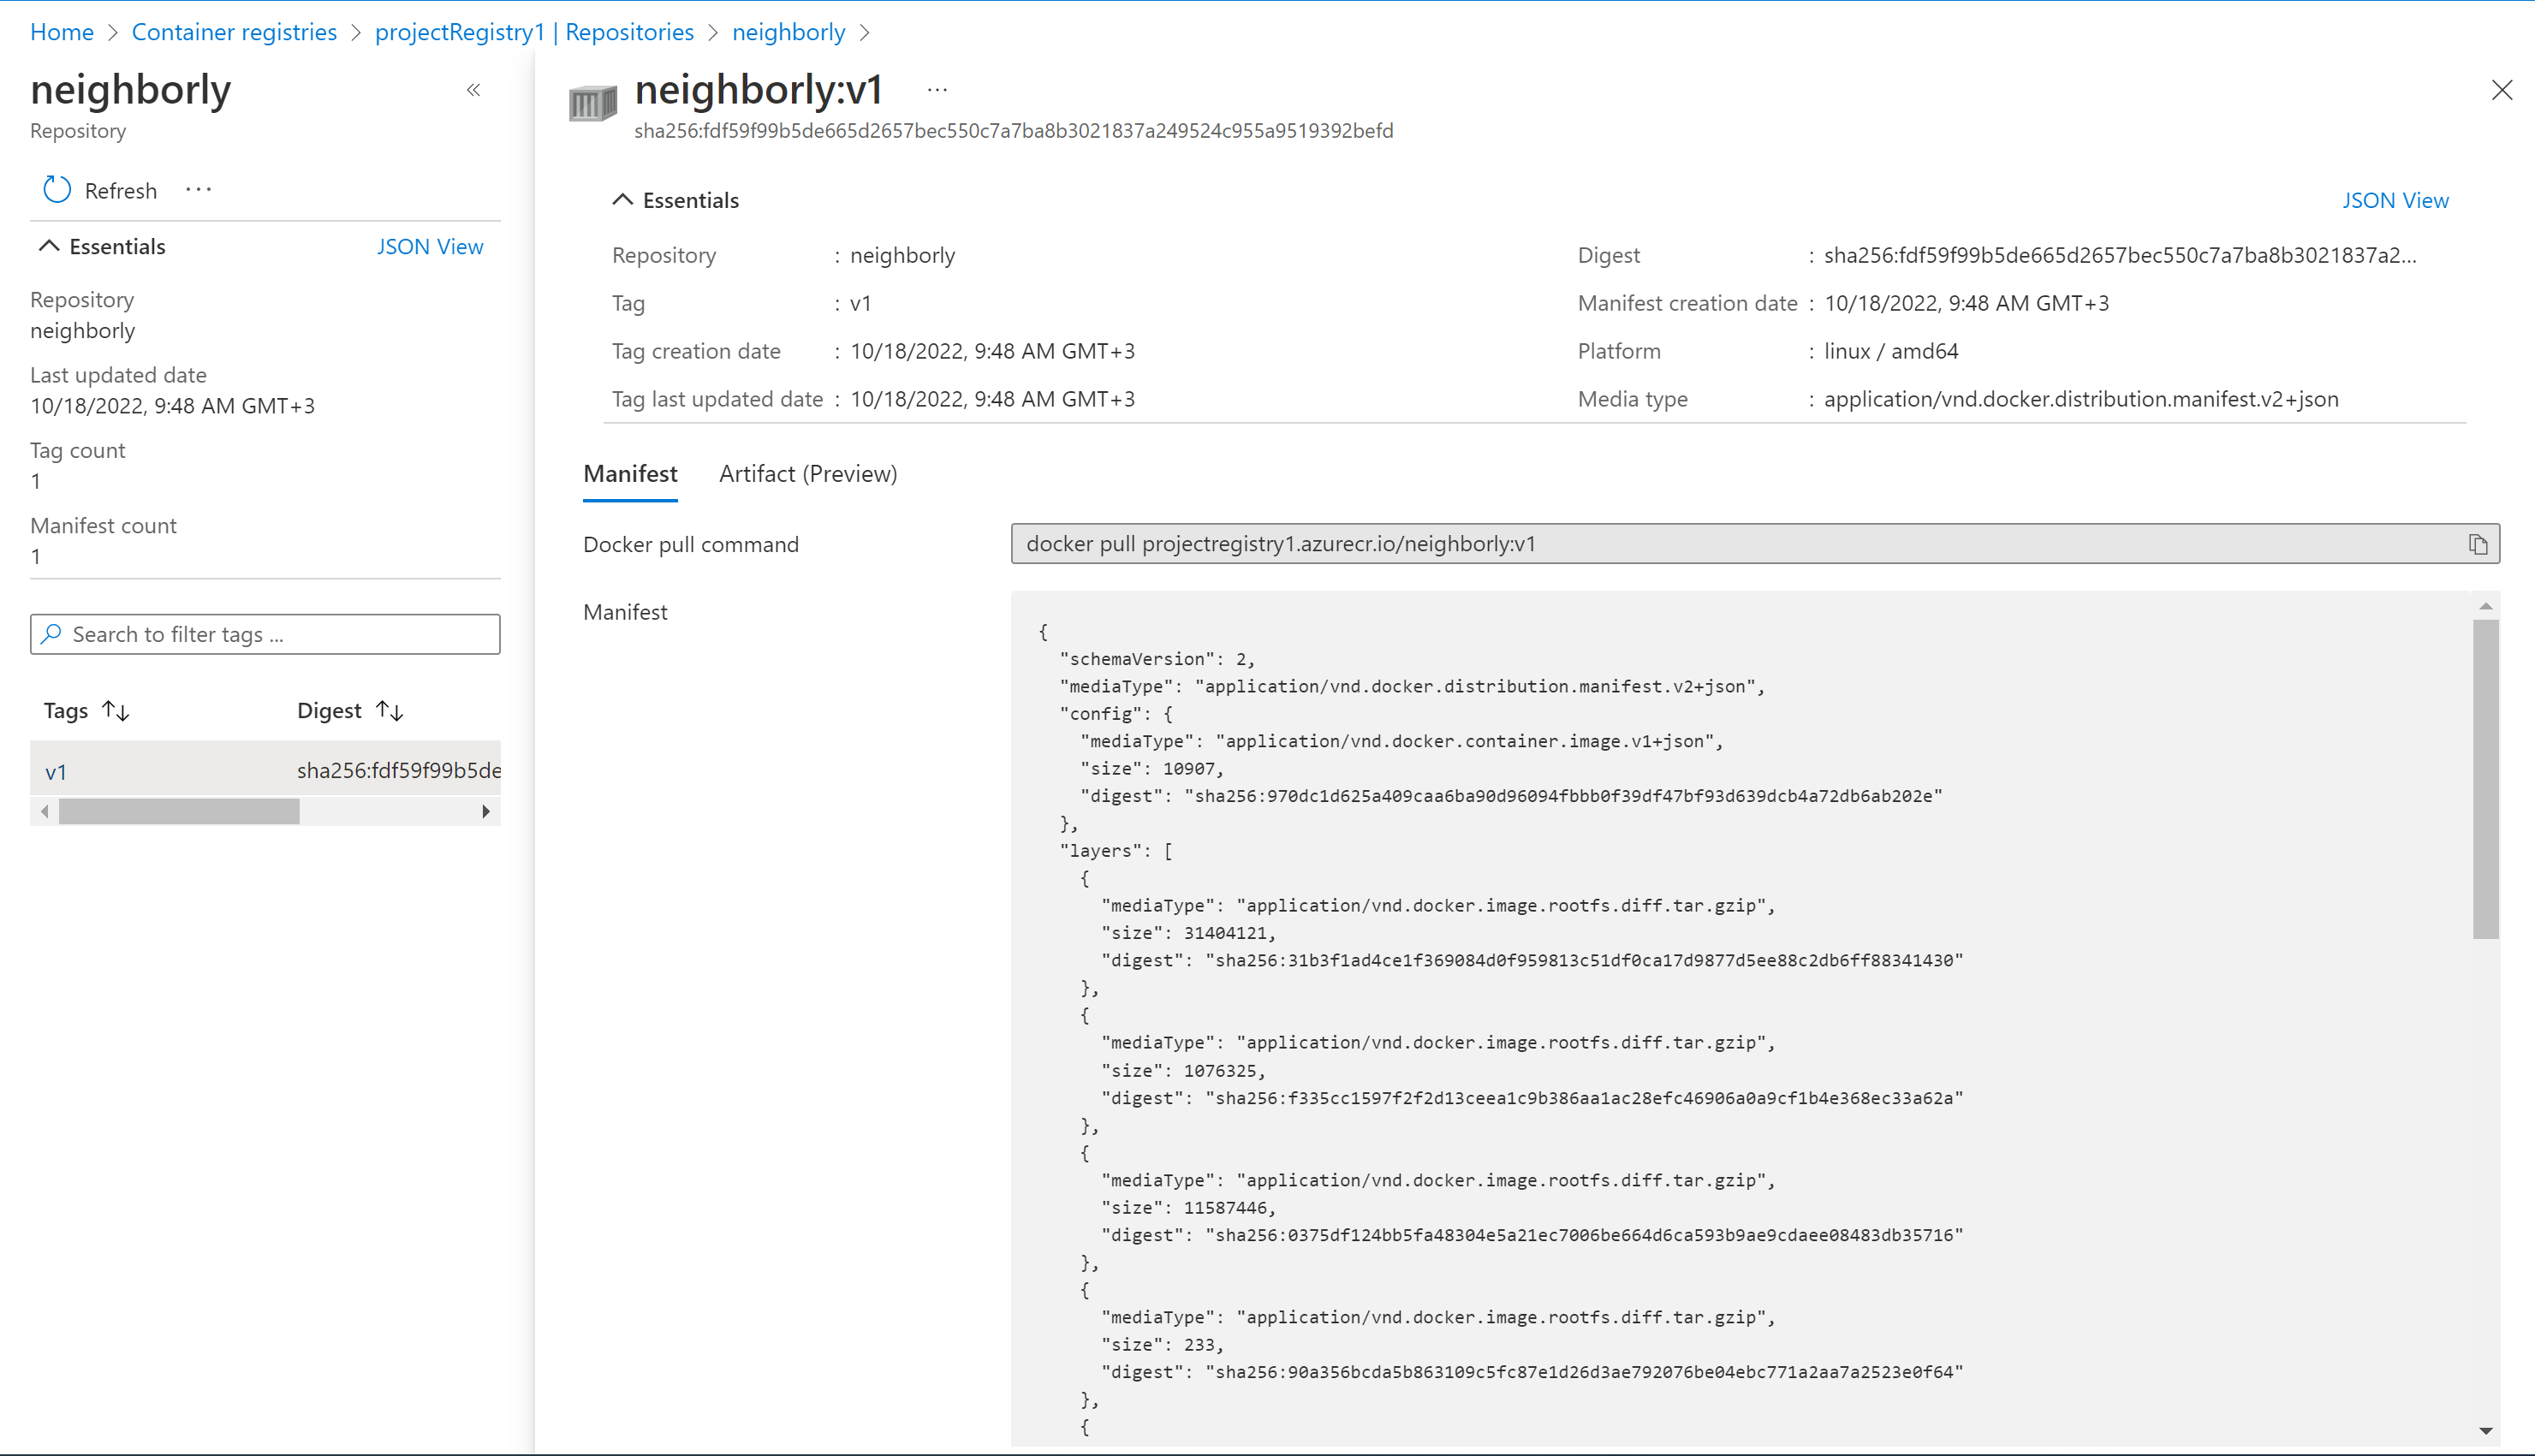 Home > Container registries > projectRegistry1 | Repositories > neighborly >
neighborly
Repository
Refresh ...
Essentials JSON View
Repository
neighborly
Last updated date
10/18/2022, 9:48 AM GMT+3
Tag count
1
Manifest count
1
Search to filter tags ...
Tags Digest
v1 sha256:fdf59f99b5de
neighborly:v1 ...
sha256:fdf59f99b5de665d2657bec550c7a7ba8b3021837a249524c955a9519392befd
Essentials JSON View
Repository : neighborly
Tag : v1
Tag creation date : 10/18/2022, 9:48 AM GMT+3
Tag last updated date : 10/18/2022, 9:48 AM GMT+3
Digest : sha256:fdf59f99b5de665d2657bec550c7a7ba8b3021837a2...
Manifest creation date : 10/18/2022, 9:48 AM GMT+3
Platform : linux / amd64
Media type : application/vnd.docker.distribution.manifest.v2+json
Manifest Artifact (Preview)
Docker pull command docker pull projectregistry1.azurecr.io/neighborly:v1
Manifest
{
"schemaVersion": 2,
"mediaType": "application/vnd.docker.distribution.manifest.v2+json",
"config": {
"mediaType": "application/vnd.docker.container.image.v1+json",
"size": 10907,
"digest": "sha256:970dc1d625a409caa6ba90d96094fbbb0f39df47bf93d639dcb4a72db6ab202e"
},
"layers": [
{
"mediaType": "application/vnd.docker.image.rootfs.diff.tar.gzip",
"size": 31404121,
"digest": "sha256:31b3f1ad4ce1f369084d0f959813c51df0ca17d9877d5ee88c2db6ff88341430"
},
{
"mediaType": "application/vnd.docker.image.rootfs.diff.tar.gzip",
"size": 1076325,
"digest": "sha256:f335cc1597f2f2d13ceea1c9b386aa1ac28efc46906a0a9cf1b4e368ec33a62a"
},
{
"mediaType": "application/vnd.docker.image.rootfs.diff.tar.gzip",
"size": 11587446,
"digest": "sha256:0375df124bb5fa48304e5a21ec7006be664d6ca593b9ae9cdaee08483db35716"
},
{
"mediaType": "application/vnd.docker.image.rootfs.diff.tar.gzip",
"size": 233,
"digest": "sha256:90a356bcda5b863109c5fc87e1d26d3ae792076be04ebc771a2aa7a2523e0f64"
},
{